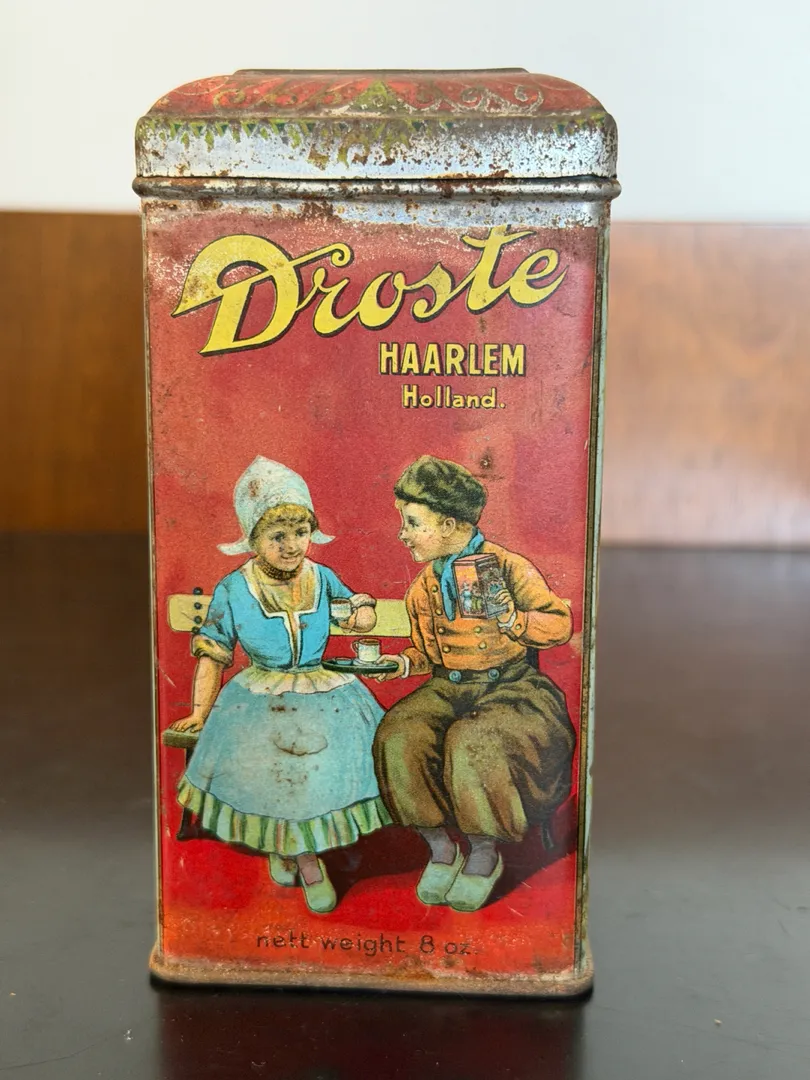 Droste
HAARLEM
Holland.
nett weight 8 oz.